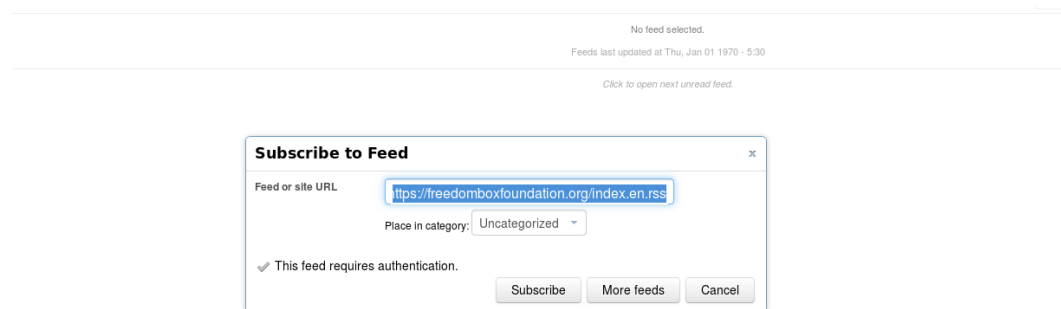 No feed selected.
Feeds last updated at Thu, Jan 01 1970 - 5:30
Click to open next unread feed.
Subscribe to Feed
x
Feed or site URL
https://freedomboxfoundation.org/index.en.rss
Place in category: Uncategorized
This feed requires authentication.
Subscribe More feeds Cancel